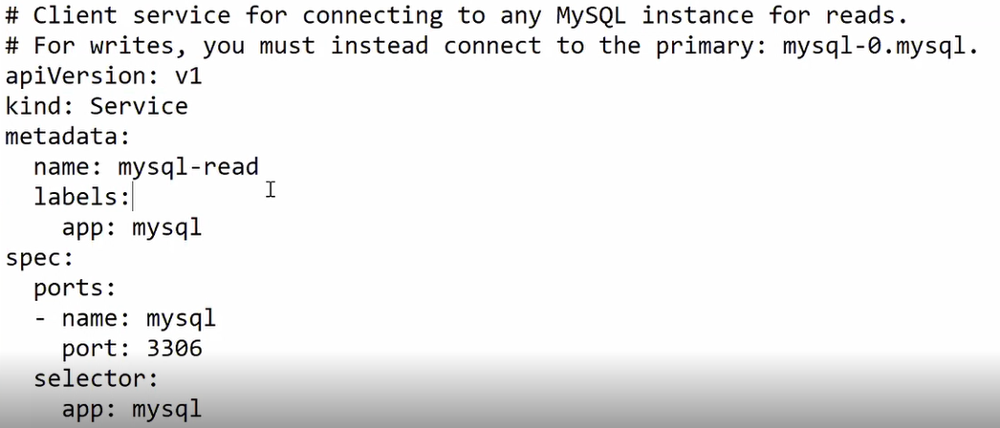 # Client service for connecting to any MySQL instance for reads.
# For writes, you must instead connect to the primary: mysql-0.mysql.
apiVersion: v1
kind: Service
metadata:
  name: mysql-read
  labels:
    app: mysql
spec:
  ports:
  - name: mysql
    port: 3306
  selector:
    app: mysql